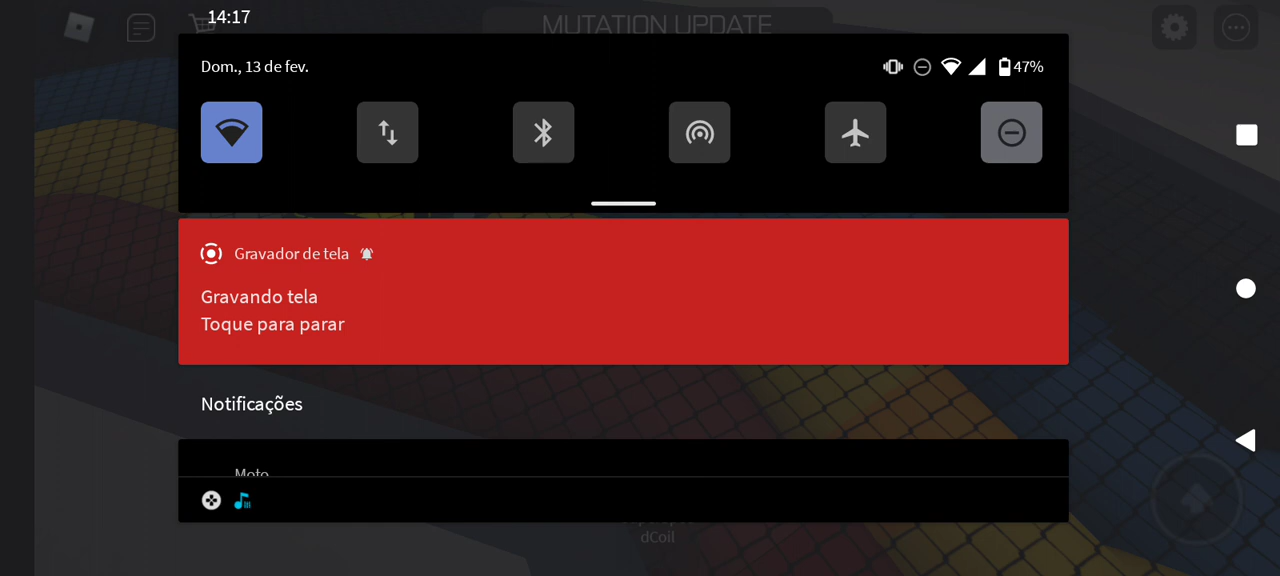 14:17
MUTATION UPDATE
Dom., 13 de fev.
47%
Gravador de tela
Gravando tela
Toque para parar
Notificações
Moto
dCoil